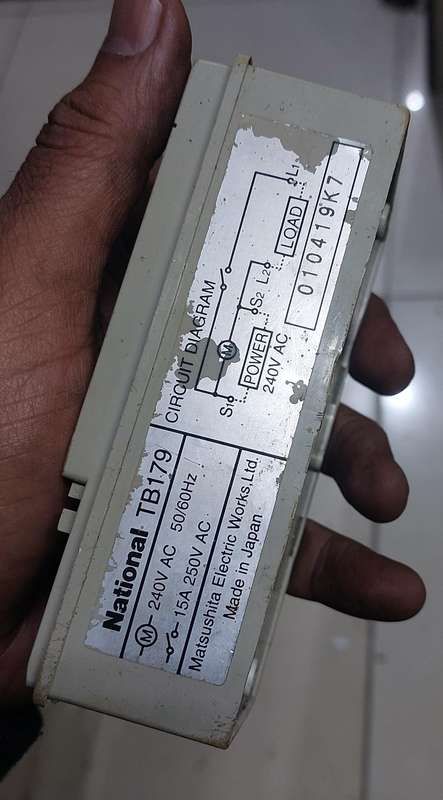 National TB179
M 240V AC 50/60Hz
15A 250V AC
Matsushita Electric Works, Ltd.
Made in Japan
CIRCUIT DIAGRAM
M
S1
S2
L2
L1
POWER
240V AC
LOAD
010419K7